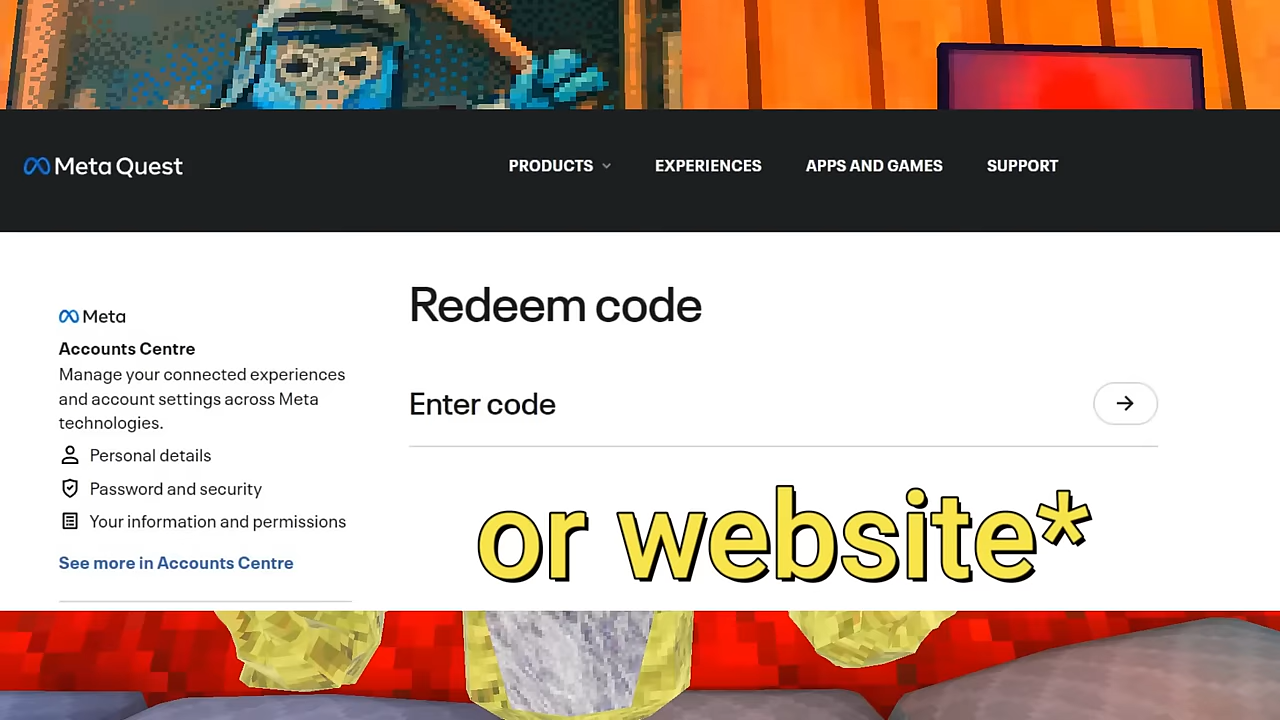 Meta Quest
PRODUCTS
EXPERIENCES
APPS AND GAMES
SUPPORT
Redeem code
Meta
Accounts Centre
Manage your connected experiences
and account settings across Meta
technologies.
Personal details
Password and security
Your information and permissions
See more in Accounts Centre
Enter code
or website*